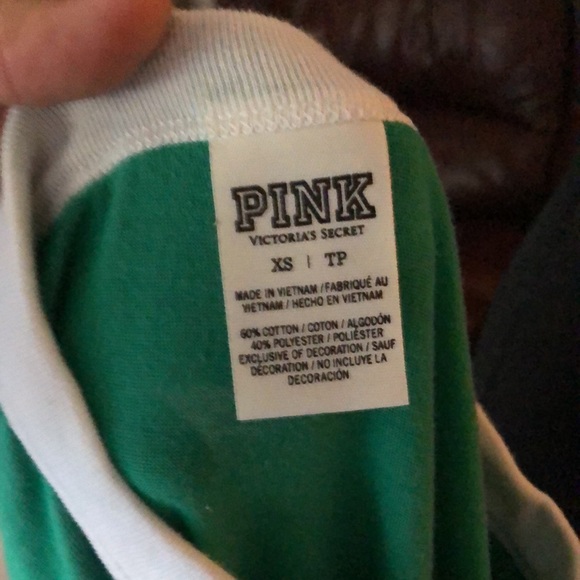 PINK
VICTORIA'S SECRET
XS | TP
MADE IN VIETNAM / FABRIQUÉ AU
VIETNAM / HECHO EN VIETNAM
60% COTTON / COTON / ALGODÓN
40% POLYESTER / POLIÉSTER
EXCLUSIVE OF DECORATION / SAUF
DÉCORATION / NO INCLUYE LA
DECORACIÓN